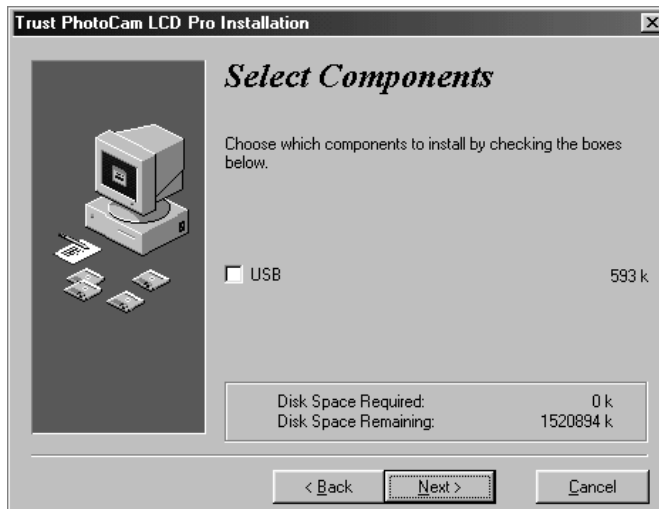 Trust PhotoCam LCD Pro Installation
Select Components
Choose which components to install by checking the boxes
below.
USB 593 k
Disk Space Required: 0 k
Disk Space Remaining: 1520894 k
< Back Next > Cancel